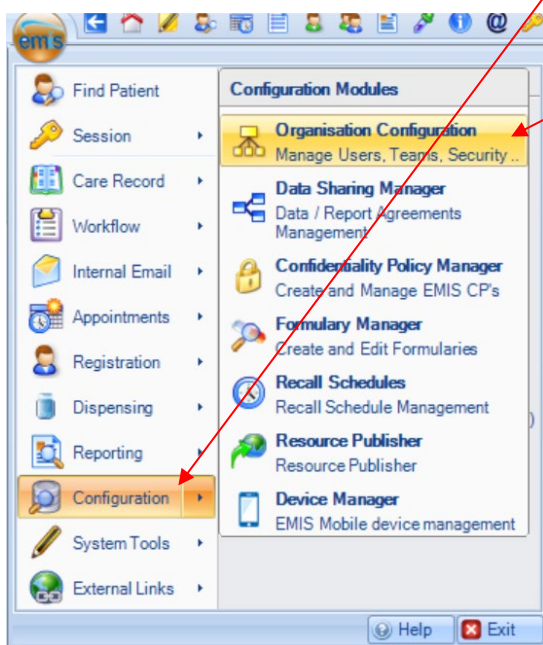 emis
Find Patient
Session
Care Record
Workflow
Internal Email
Appointments
Registration
Dispensing
Reporting
Configuration
System Tools
External Links
Configuration Modules
Organisation Configuration
Manage Users, Teams, Security ..
Data Sharing Manager
Data / Report Agreements
Management
Confidentiality Policy Manager
Create and Manage EMIS CP's
Formulary Manager
Create and Edit Formularies
Recall Schedules
Recall Schedule Management
Resource Publisher
Resource Publisher
Device Manager
EMIS Mobile device management
)
Help
Exit